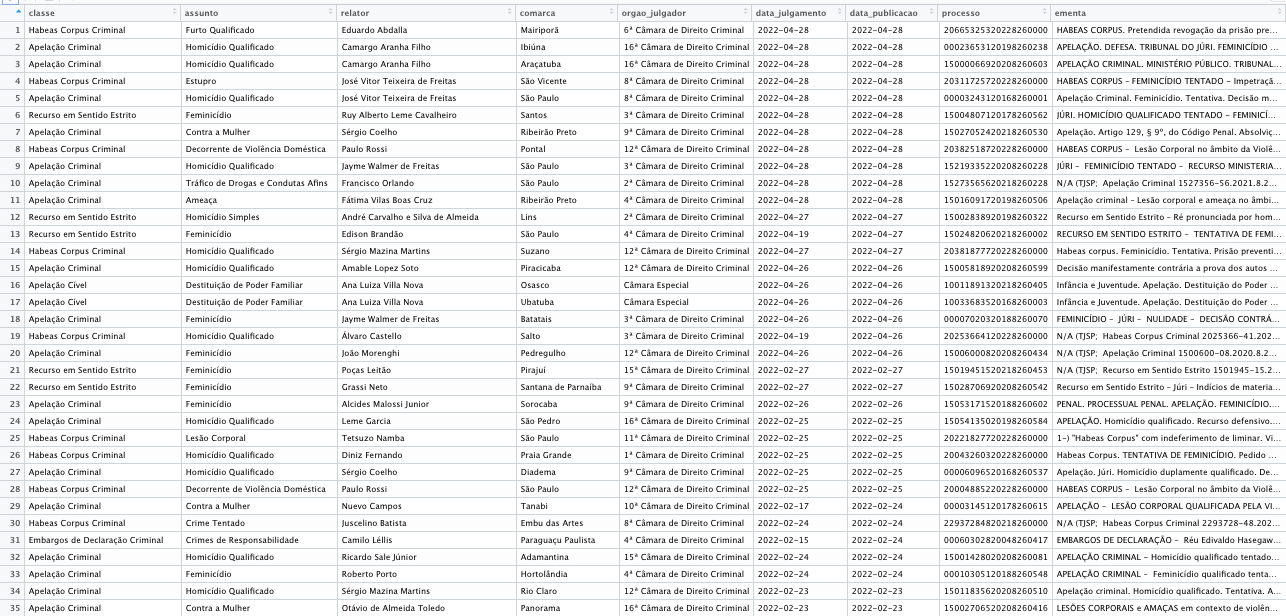 classe assunto relator comarca orgao_julgador data_julgamento data_publicacao processo ementa
1 Habeas Corpus Criminal Furto Qualificado Eduardo Abdalla Mairiporã 6ª Câmara de Direito Criminal 2022-04-28 2022-04-28 20665325320228260000 HABEAS CORPUS. Pretendida revogação da prisão pre...
2 Apelação Criminal Homicídio Qualificado Camargo Aranha Filho Ibiúna 16ª Câmara de Direito Criminal 2022-04-28 2022-04-28 00023653120218260238 APELAÇÃO. DEFESA. TRIBUNAL DO JÚRI. FEMINICÍDIO ...
3 Apelação Criminal Homicídio Qualificado Camargo Aranha Filho Araçatuba 16ª Câmara de Direito Criminal 2022-04-28 2022-04-28 15000066920208260603 APELAÇÃO CRIMINAL. MINISTÉRIO PÚBLICO. TRIBUNAL...
4 Habeas Corpus Criminal Estupro José Vitor Teixeira de Freitas São Vicente 8ª Câmara de Direito Criminal 2022-04-28 2022-04-28 20311725720228260000 HABEAS CORPUS – FEMINICÍDIO TENTADO – Impetraçã...
5 Apelação Criminal Homicídio Qualificado José Vitor Teixeira de Freitas São Paulo 8ª Câmara de Direito Criminal 2022-04-28 2022-04-28 00003243120168260001 Apelação Criminal. Feminicídio. Tentativa. Decisão m...
6 Recurso em Sentido Estrito Feminicídio Ruy Alberto Leme Cavalheiro Santos 3ª Câmara de Direito Criminal 2022-04-28 2022-04-28 15004807120178260562 JÚRI. HOMICÍDIO QUALIFICADO TENTADO – FEMINICÍ...
7 Apelação Criminal Contra a Mulher Sérgio Coelho Ribeirão Preto 9ª Câmara de Direito Criminal 2022-04-28 2022-04-28 15027052420218260530 Apelação. Artigo 129, § 9º, do Código Penal. Absolviç...
8 Habeas Corpus Criminal Decorrente de Violência Doméstica Paulo Rossi Pontal 12ª Câmara de Direito Criminal 2022-04-28 2022-04-28 20382518720228260000 HABEAS CORPUS – Lesão Corporal no âmbito da Violê...
9 Apelação Criminal Homicídio Qualificado Jayme Walmer de Freitas São Paulo 3ª Câmara de Direito Criminal 2022-04-28 2022-04-28 15219335220208260228 JÚRI – FEMINICÍDIO TENTADO – RECURSO MINISTERIA...
10 Apelação Criminal Tráfico de Drogas e Condutas Afins Francisco Orlando São Paulo 2ª Câmara de Direito Criminal 2022-04-28 2022-04-28 15273565620218260228 N/A (TJSP; Apelação Criminal 1527356-56.2021.8.2...
11 Apelação Criminal Ameaça Fátima Vilas Boas Cruz Ribeirão Preto 4ª Câmara de Direito Criminal 2022-04-28 2022-04-28 15016091720198260506 Apelação criminal – Lesão corporal e ameaça no âmbi...
12 Recurso em Sentido Estrito Homicídio Simples André Carvalho e Silva de Almeida Lins 2ª Câmara de Direito Criminal 2022-04-27 2022-04-27 15002838920198260322 Recurso em Sentido Estrito – Ré pronunciada por hom...
13 Recurso em Sentido Estrito Feminicídio Edison Brandão São Paulo 4ª Câmara de Direito Criminal 2022-04-19 2022-04-27 15024820620218260002 RECURSO EM SENTIDO ESTRITO – TENTATIVA DE FEMI...
14 Habeas Corpus Criminal Homicídio Qualificado Sérgio Mazina Martins Suzano 12ª Câmara de Direito Criminal 2022-04-27 2022-04-27 20381877720228260000 Habeas corpus. Feminicídio. Tentativa. Prisão preventi...
15 Apelação Criminal Homicídio Qualificado Amable Lopez Soto Piracicaba 12ª Câmara de Direito Criminal 2022-04-26 2022-04-26 15005818920208260599 Decisão manifestamente contrária a prova dos autos ...
16 Apelação Cível Destituição de Poder Familiar Ana Luiza Villa Nova Osasco Câmara Especial 2022-04-26 2022-04-26 10011891320218260405 Infância e Juventude. Apelação. Destituição do Poder ...
17 Apelação Cível Destituição de Poder Familiar Ana Luiza Villa Nova Ubatuba Câmara Especial 2022-04-26 2022-04-26 10033683520218260003 Infância e Juventude. Apelação. Destituição do Poder ...
18 Apelação Criminal Feminicídio Jayme Walmer de Freitas Batatais 3ª Câmara de Direito Criminal 2022-04-26 2022-04-26 00007020320188260070 FEMINICÍDIO – JÚRI – NULIDADE – DECISÃO CONTRÁ...
19 Habeas Corpus Criminal Homicídio Qualificado Álvaro Castello Salto 3ª Câmara de Direito Criminal 2022-04-19 2022-04-26 20253664120228260000 N/A (TJSP; Habeas Corpus Criminal 2025366-41.202...
20 Apelação Criminal Feminicídio João Morenghi Pedregulho 12ª Câmara de Direito Criminal 2022-04-26 2022-04-26 15006000820208260434 N/A (TJSP; Apelação Criminal 1500600-08.2020.8.2...
21 Recurso em Sentido Estrito Feminicídio Poças Leitão Pirajuí 15ª Câmara de Direito Criminal 2022-02-27 2022-02-27 15019451520218260453 N/A (TJSP; Recurso em Sentido Estrito 1501945-15.2...
22 Recurso em Sentido Estrito Feminicídio Grassi Neto Santana de Parnaíba 9ª Câmara de Direito Criminal 2022-02-26 2022-02-26 15028706920208260542 Recurso em Sentido Estrito – Júri – Indícios de materia...
23 Apelação Criminal Feminicídio Alcides Malossi Junior Sorocaba 9ª Câmara de Direito Criminal 2022-02-26 2022-02-26 15053171520188260602 PENAL. PROCESSUAL PENAL. APELAÇÃO. FEMINICÍDIO....
24 Apelação Criminal Homicídio Qualificado Leme Garcia São Pedro 16ª Câmara de Direito Criminal 2022-02-25 2022-02-25 15054135020198260584 APELAÇÃO. Homicídio qualificado. Recurso defensivo....
25 Habeas Corpus Criminal Lesão Corporal Tetsuzo Namba São Paulo 11ª Câmara de Direito Criminal 2022-02-25 2022-02-25 20221827720228260000 1-) "Habeas Corpus" com indeferimento de liminar. Vi...
26 Habeas Corpus Criminal Homicídio Qualificado Diniz Fernando Praia Grande 1ª Câmara de Direito Criminal 2022-02-25 2022-02-25 20043260320228260000 Habeas Corpus. TENTATIVA DE FEMINICÍDIO. Pedido ...
27 Apelação Criminal Homicídio Qualificado Sérgio Coelho Diadema 9ª Câmara de Direito Criminal 2022-02-25 2022-02-25 00006096520168260537 Apelação. Júri. Homicídio duplamente qualificado. De...
28 Habeas Corpus Criminal Decorrente de Violência Doméstica Paulo Rossi São Paulo 12ª Câmara de Direito Criminal 2022-02-25 2022-02-25 20004885220228260000 HABEAS CORPUS – Lesão Corporal no âmbito da Violê...
29 Apelação Criminal Contra a Mulher Nuevo Campos Tanabi 10ª Câmara de Direito Criminal 2022-02-17 2022-02-25 00003145120178260615 APELAÇÃO – LESÃO CORPORAL QUALIFICADA PELA VI...
30 Habeas Corpus Criminal Crime Tentado Juscelino Batista Embu das Artes 8ª Câmara de Direito Criminal 2022-02-24 2022-02-24 22937284820218260000 N/A (TJSP; Habeas Corpus Criminal 2293728-48.202...
31 Embargos de Declaração Criminal Crimes de Responsabilidade Camilo Léllis Paraguaçu Paulista 4ª Câmara de Direito Criminal 2022-02-15 2022-02-24 00060302820048260417 EMBARGOS DE DECLARAÇÃO – Réu Edivaldo Hasegaw...
32 Apelação Criminal Homicídio Qualificado Ricardo Sale Júnior Adamantina 15ª Câmara de Direito Criminal 2022-02-24 2022-02-24 15001428020208260081 APELAÇÃO CRIMINAL – Homicídio qualificado tentado...
33 Apelação Criminal Feminicídio Roberto Porto Hortolândia 4ª Câmara de Direito Criminal 2022-02-24 2022-02-24 00010305120188260548 APELAÇÃO CRIMINAL – Feminicídio qualificado tenta...
34 Apelação Criminal Homicídio Qualificado Sérgio Mazina Martins Rio Claro 12ª Câmara de Direito Criminal 2022-02-23 2022-02-23 15011835620208260510 Apelação criminal. Homicídio qualificado. Tentativa. A...
35 Apelação Criminal Contra a Mulher Otávio de Almeida Toledo Panorama 16ª Câmara de Direito Criminal 2022-02-23 2022-02-23 15002706520418260416 LESÕES CORPORAIS e AMEAÇAS em contexto de violên...